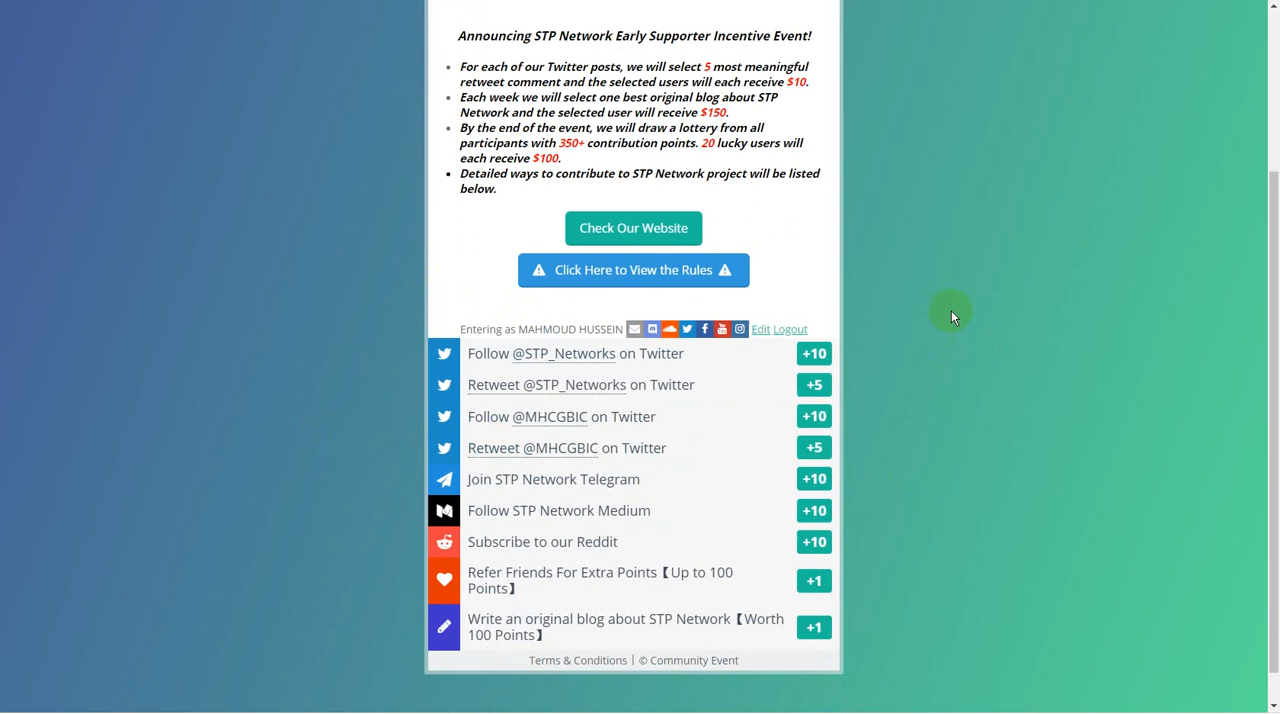 Announcing STP Network Early Supporter Incentive Event!
For each of our Twitter posts, we will select 5 most meaningful
retweet comment and the selected users will each receive $10.
Each week we will select one best original blog about STP
Network and the selected user will receive $150.
By the end of the event, we will draw a lottery from all
participants with 350+ contribution points. 20 lucky users will
each receive $100.
Detailed ways to contribute to STP Network project will be listed
below.
Check Our Website
Click Here to View the Rules
Entering as MAHMOUD HUSSEIN Edit Logout
Follow @STP_Networks on Twitter +10
Retweet @STP_Networks on Twitter +5
Follow @MHCGBIC on Twitter +10
Retweet @MHCGBIC on Twitter +5
Join STP Network Telegram +10
Follow STP Network Medium +10
Subscribe to our Reddit +10
Refer Friends For Extra Points【Up to 100
Points】 +1
Write an original blog about STP Network【Worth
100 Points】 +1
Terms & Conditions | © Community Event